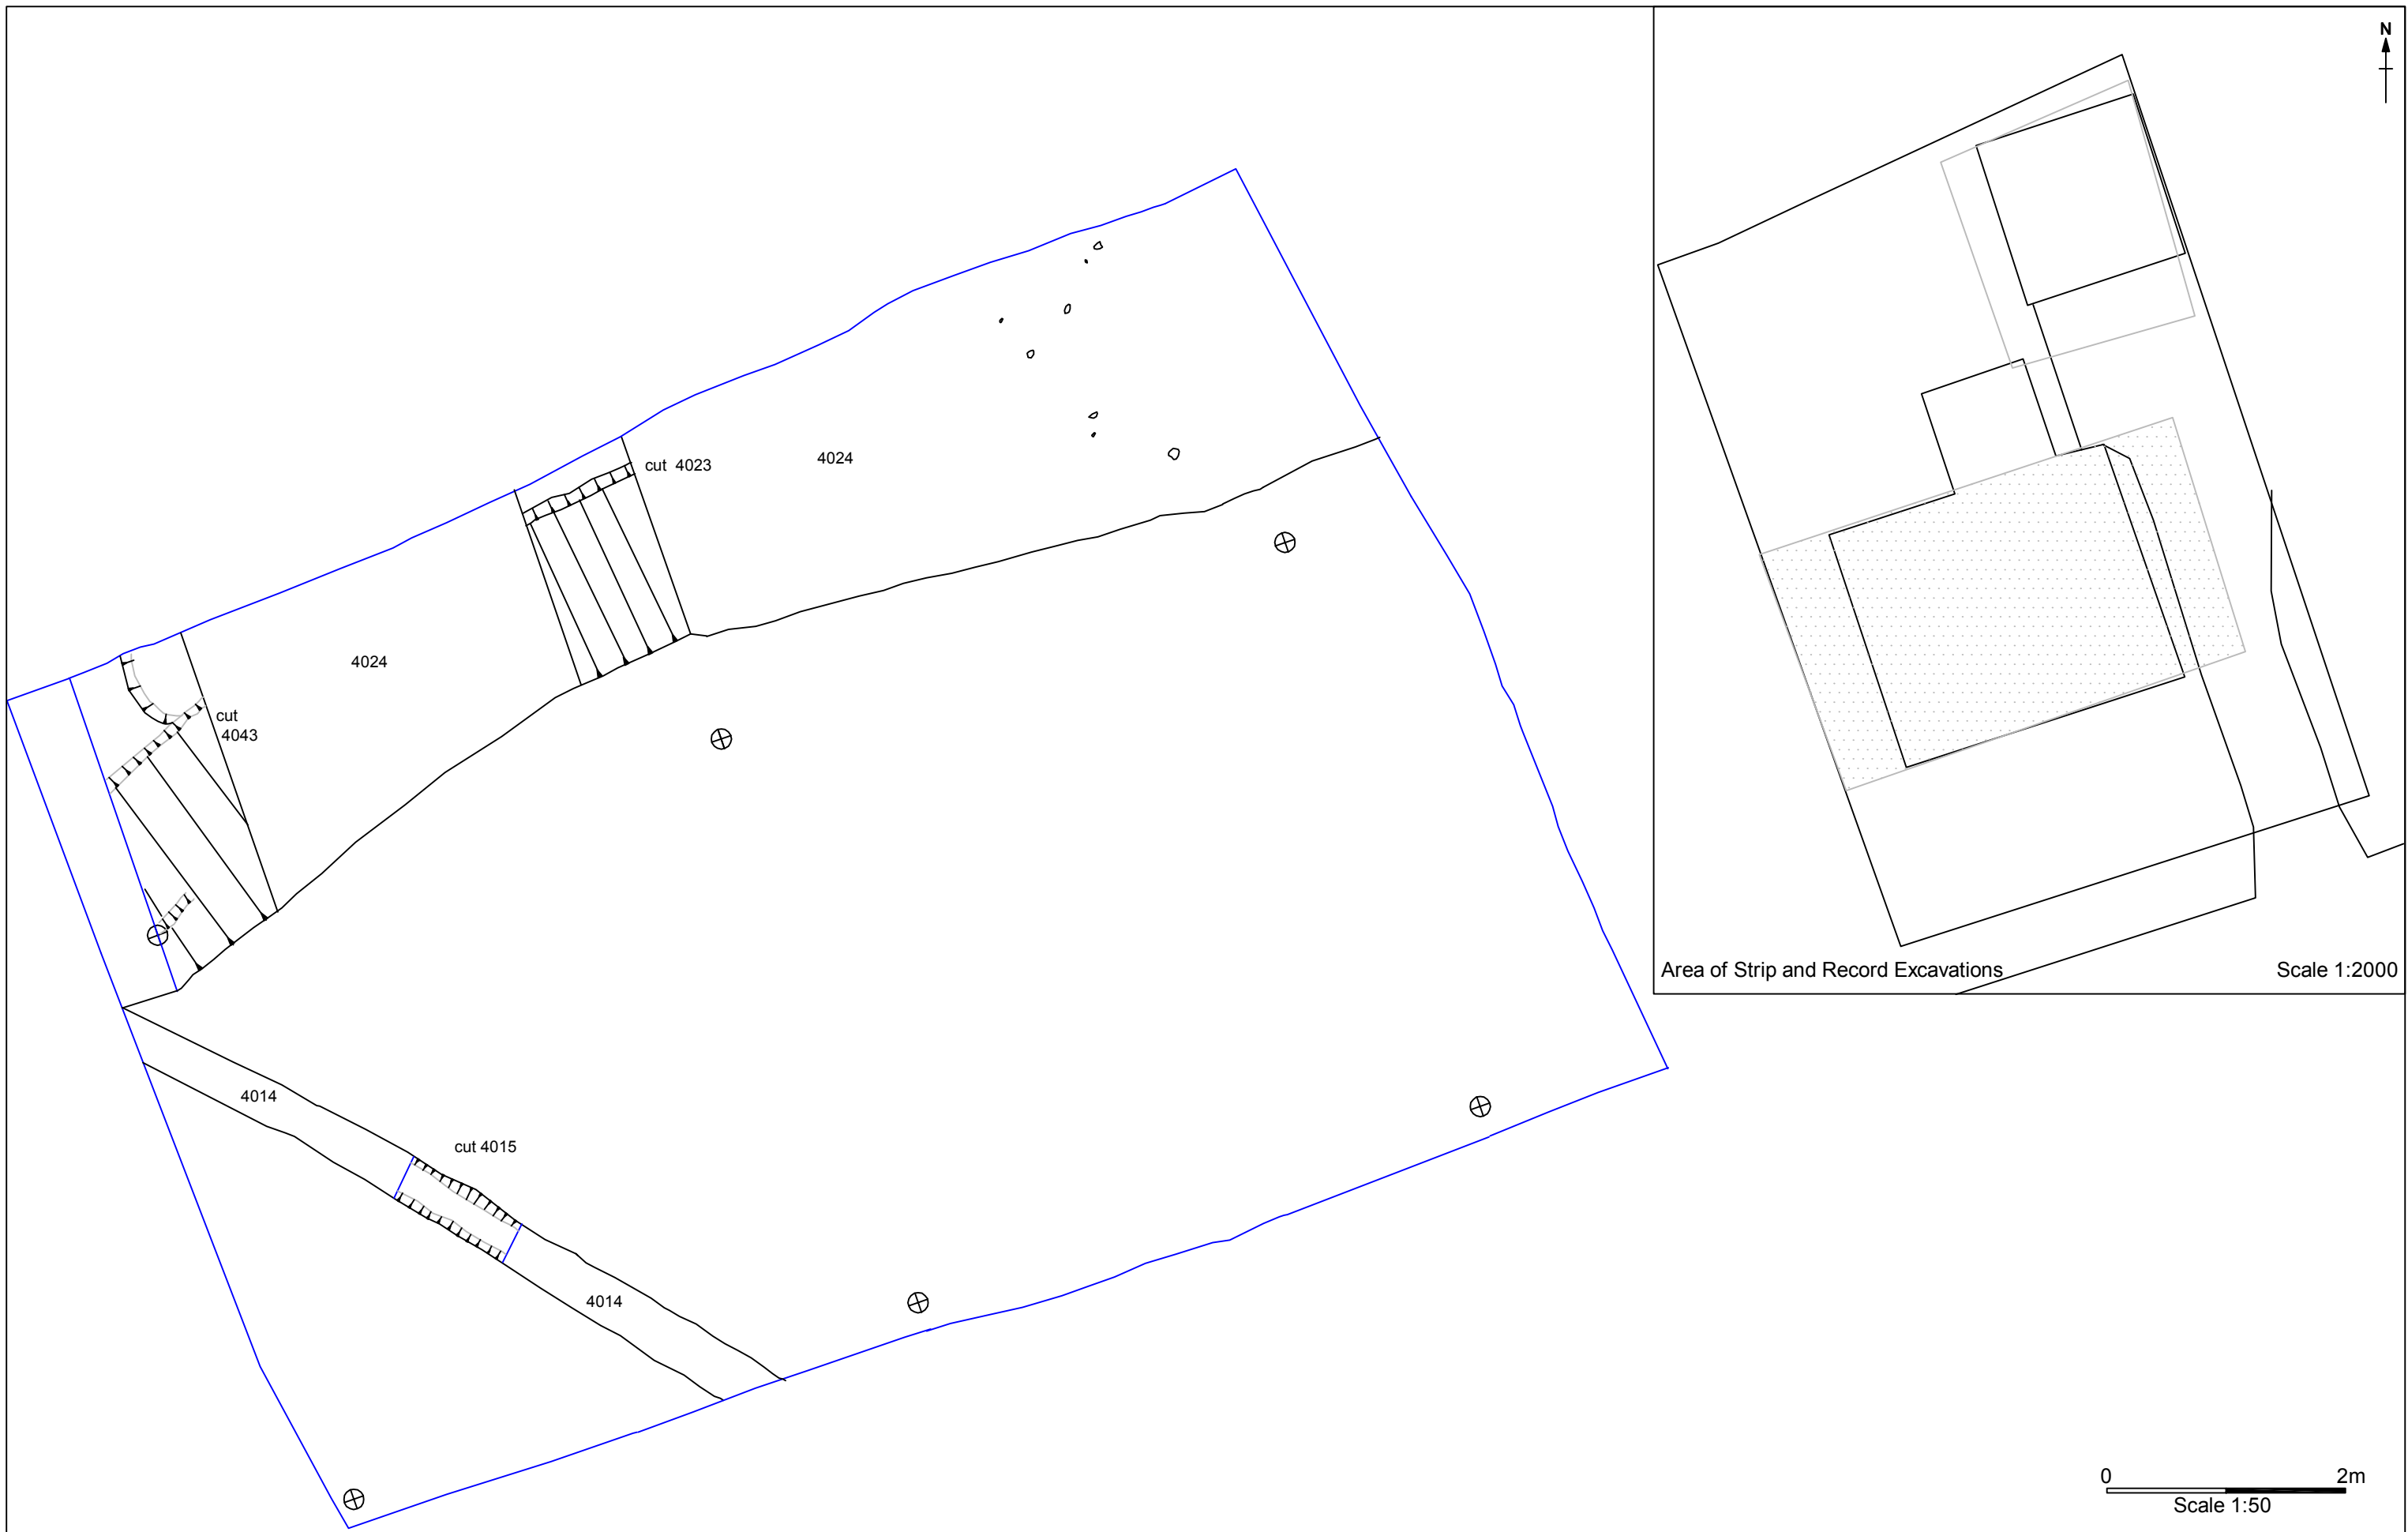 N
cut 4023
4024
4024
cut
4043
Area of Strip and Record Excavations
Scale 1:2000
4014
cut 4015
4014
0 2m
Scale 1:50